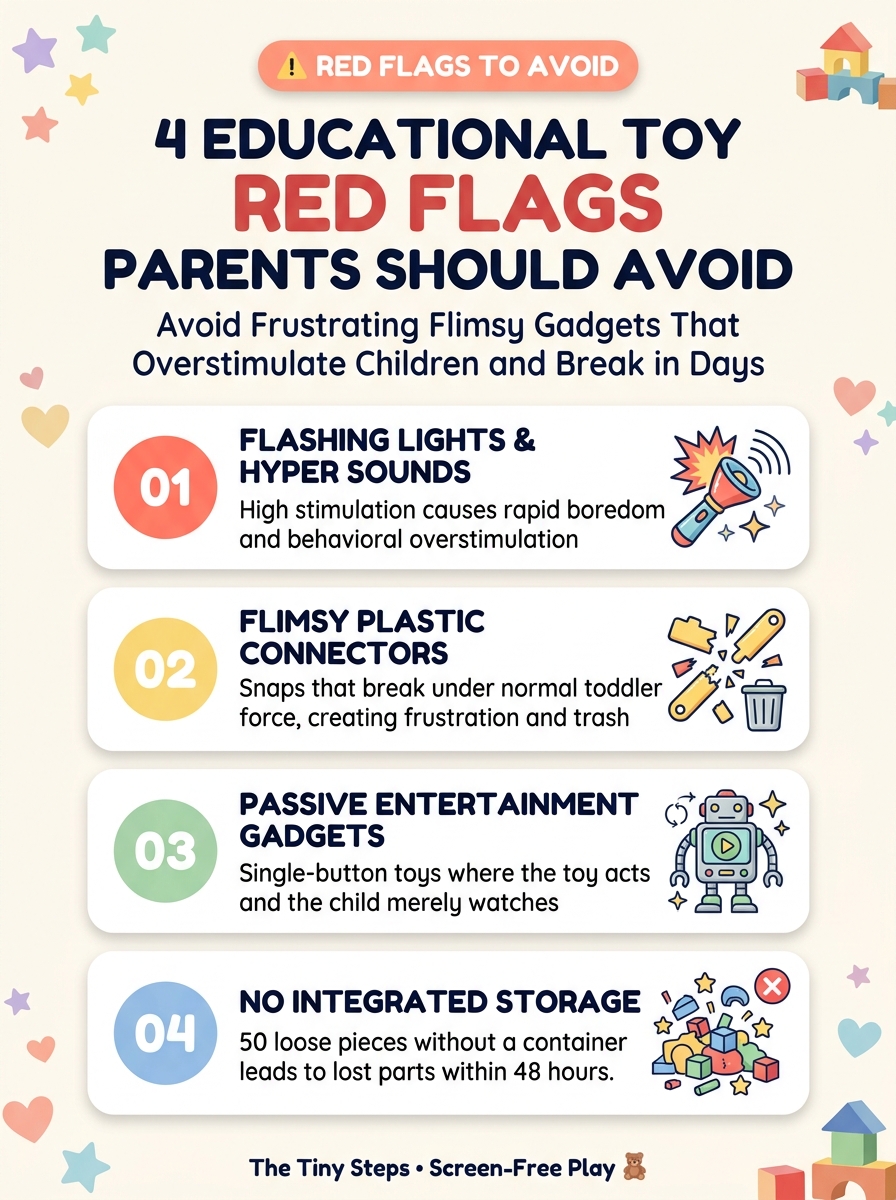 ⚠️ RED FLAGS TO AVOID
4 EDUCATIONAL TOY
RED FLAGS
PARENTS SHOULD AVOID
Avoid Frustrating Flimsy Gadgets That
Overstimulate Children and Break in Days
01
FLASHING LIGHTS &
HYPER SOUNDS
High stimulation causes rapid boredom
and behavioral overstimulation
02
FLIMSY PLASTIC
CONNECTORS
Snaps that break under normal toddler
force, creating frustration and trash
03
PASSIVE ENTERTAINMENT
GADGETS
Single-button toys where the toy acts
and the child merely watches
04
NO INTEGRATED STORAGE
50 loose pieces without a container
leads to lost parts within 48 hours.
The Tiny Steps • Screen-Free Play 🧸